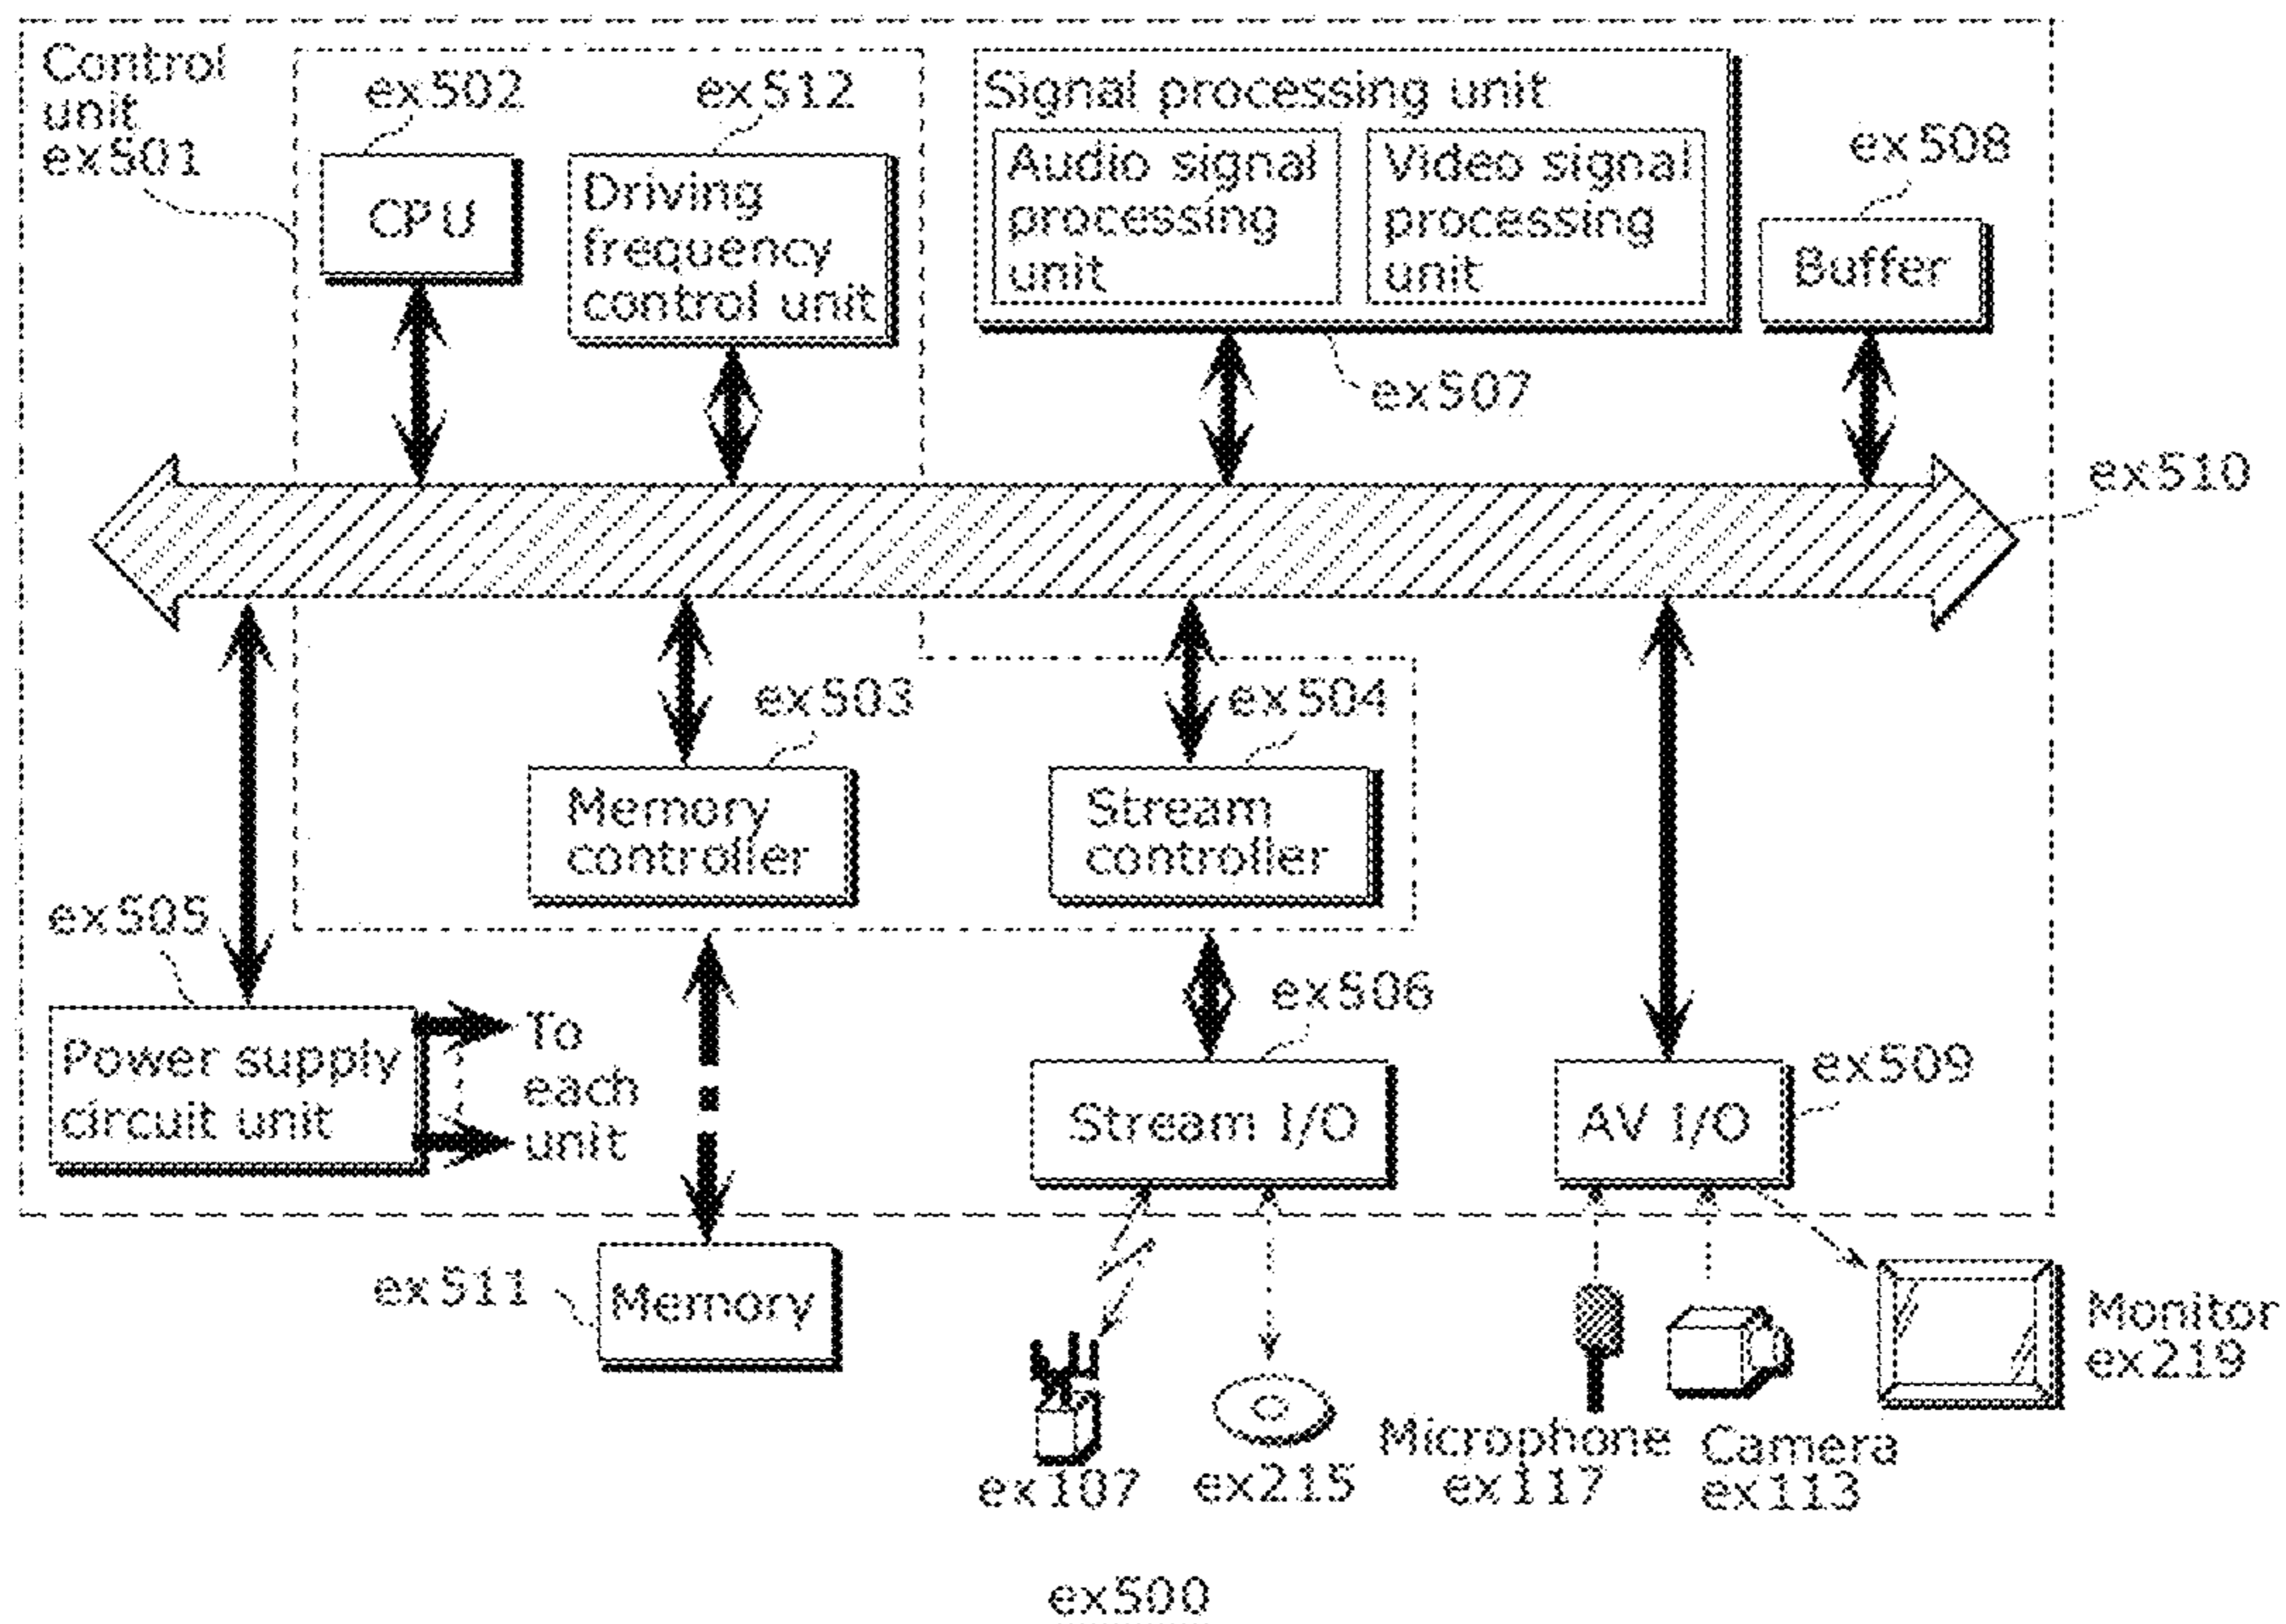 Control
unit
ex501
ex502
CPU
ex512
Driving
frequency
control unit
Signal processing unit
Audio signal
processing
unit
Video signal
processing
unit
ex507
ex508
Buffer
ex510
ex503
Memory
controller
ex504
Stream
controller
ex505
Power supply
circuit unit
To
each
unit
ex506
Stream I/O
ex509
AV I/O
ex511
Memory
ex107
ex215
Microphone
ex117
Camera
ex113
Monitor
ex219
ex500